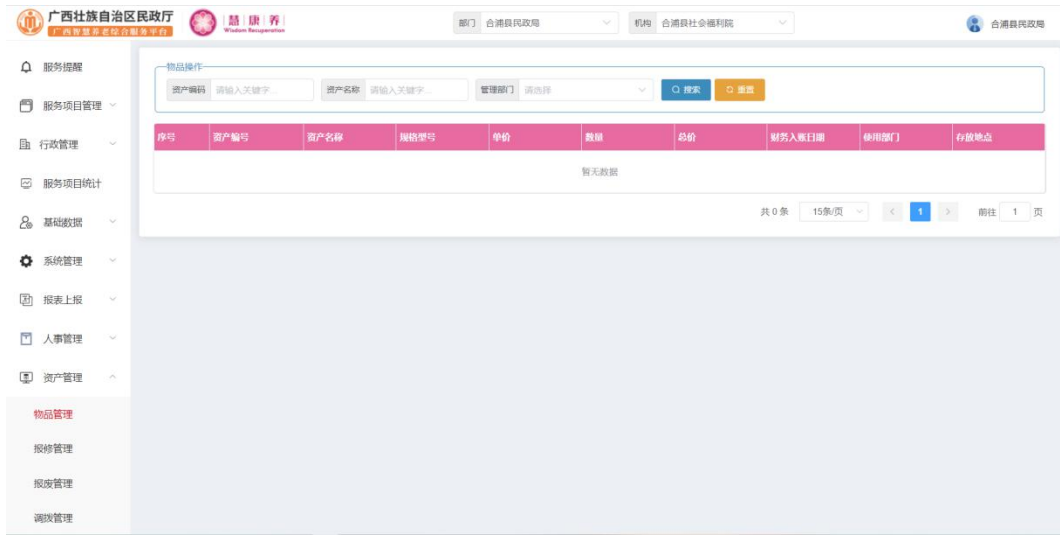 广西壮族自治区民政厅
广西智慧养老综合服务平台
慧 康 养
Wisdom Recuperation
部门 合浦县民政局
机构 合浦县社会福利院
合浦县民政局
服务提醒
服务项目管理
行政管理
服务项目统计
基础数据
系统管理
报表上报
人事管理
资产管理
物品管理
报修管理
报废管理
调拨管理
物品操作
资产编码 请输入关键字... 资产名称 请输入关键字... 管理部门 请选择 搜索 重置
序号 资产编号 资产名称 规格型号 单价 数量 总价 财务入账日期 使用部门 存放地点
暂无数据
共 0 条 15条/页 < 1 > 前往 1 页